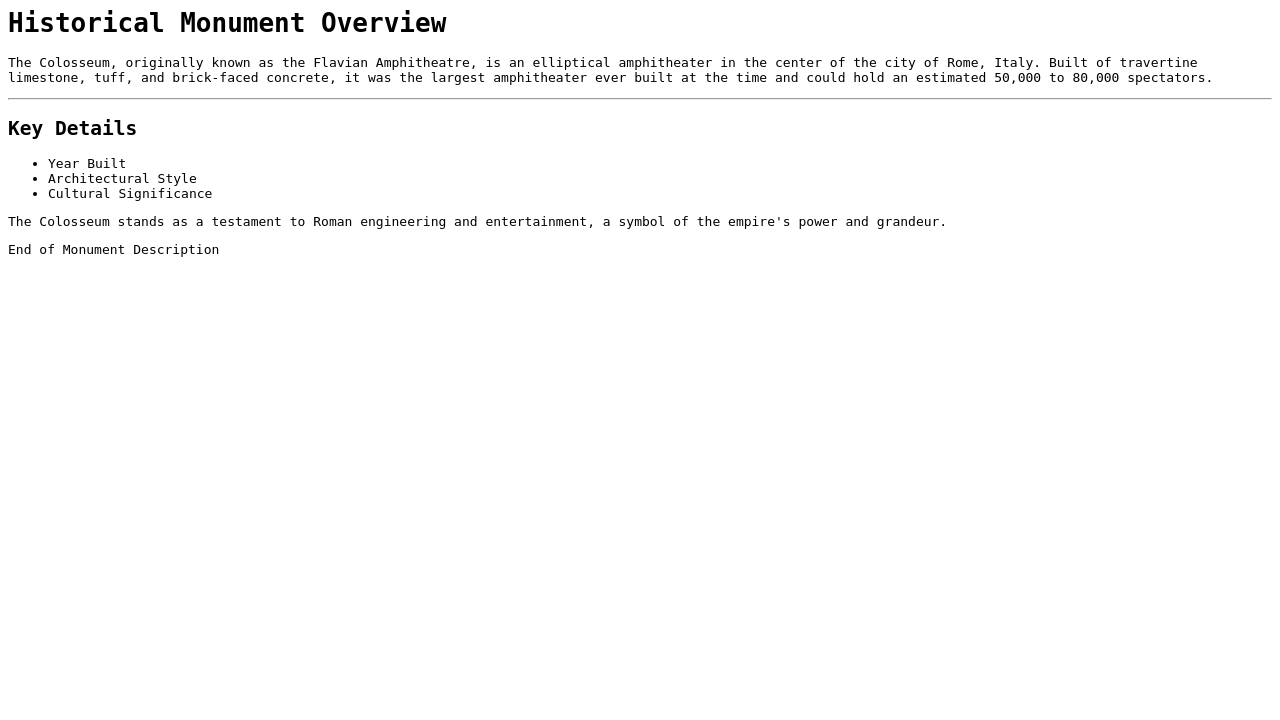 Historical Monument Overview
The Colosseum, originally known as the Flavian Amphitheatre, is an elliptical amphitheater in the center of the city of Rome, Italy. Built of travertine
limestone, tuff, and brick-faced concrete, it was the largest amphitheater ever built at the time and could hold an estimated 50,000 to 80,000 spectators.
Key Details
• Year Built
• Architectural Style
• Cultural Significance
The Colosseum stands as a testament to Roman engineering and entertainment, a symbol of the empire's power and grandeur.
End of Monument Description